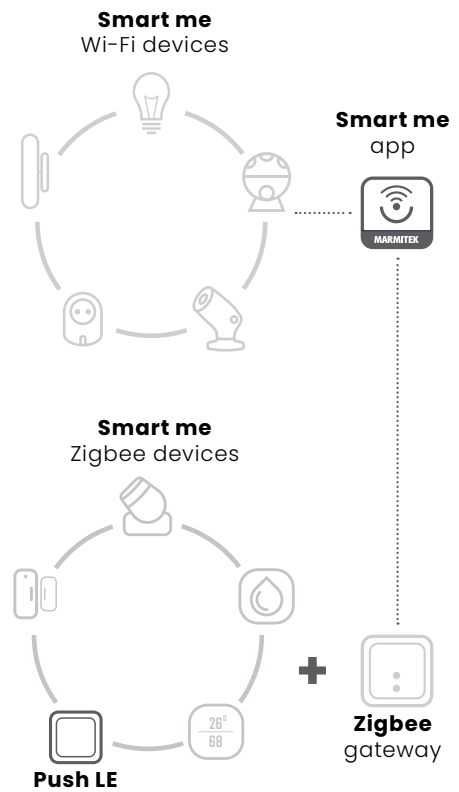 Smart me
Wi-Fi devices
Smart me
app
MARMITEK
Smart me
Zigbee devices
26°
68
Push LE
Zigbee
gateway